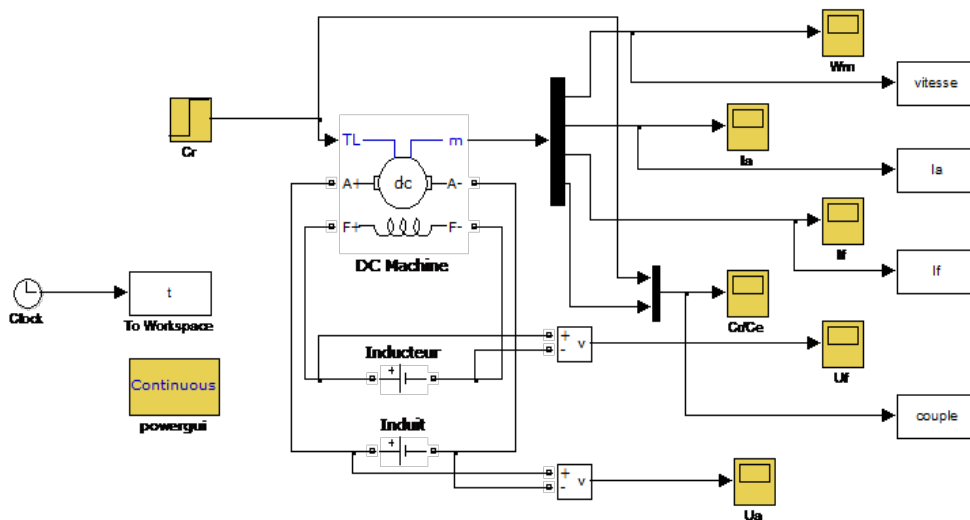 Wm
vitesse
Cr
TL
m
Ia
A+
dc
A-
Ia
F+
F-
If
If
DC Machine
t
Clock
To Workspace
Cr/Ce
Inducteur
+
-
v
+
Uf
Continuous
powergui
Induit
couple
+
+
-
v
Ua